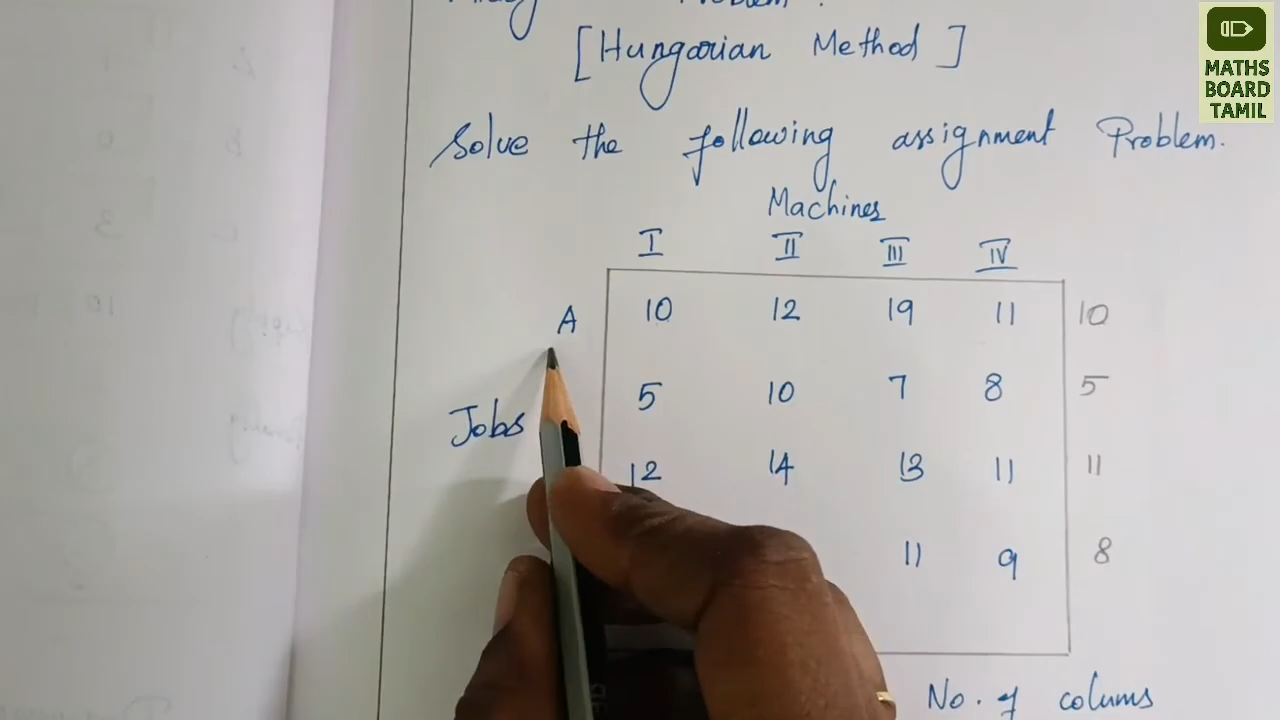 Problem.
[Hungarian Method]
Solve the following assignment Problem.
Machines
I II III IV
A 10 12 19 11 10
5 10 7 8 5
Jobs
12 14 13 11 11
11 9 8
No. of colums
MATHS
BOARD
TAMIL